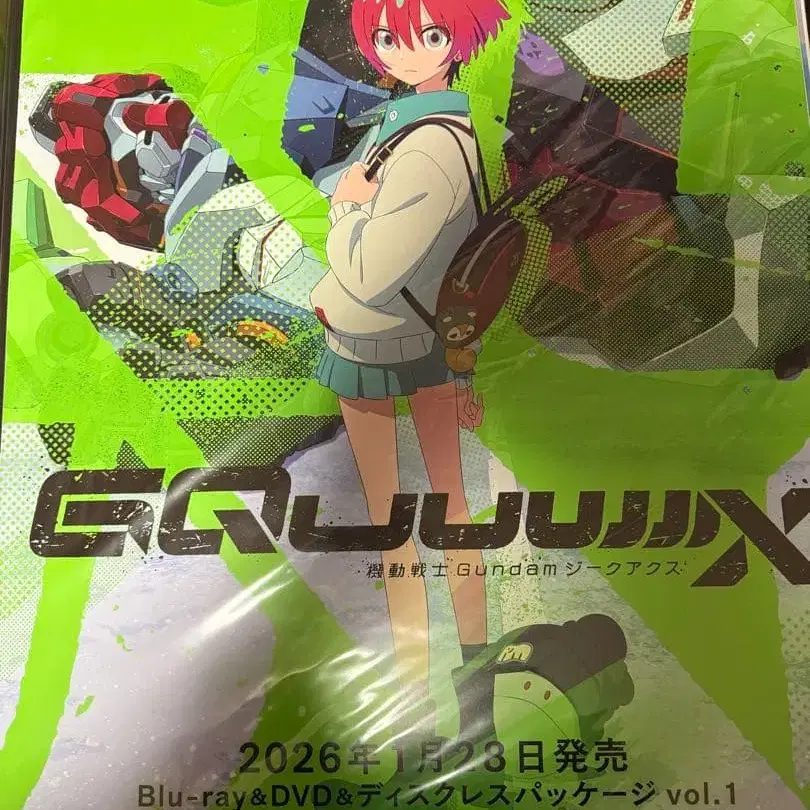 GQuuuuuuX
機動戦士Gundamジークアクス
2026年1月28日発売
Blu-ray&DVD&ディスクレスパッケージ vol.1